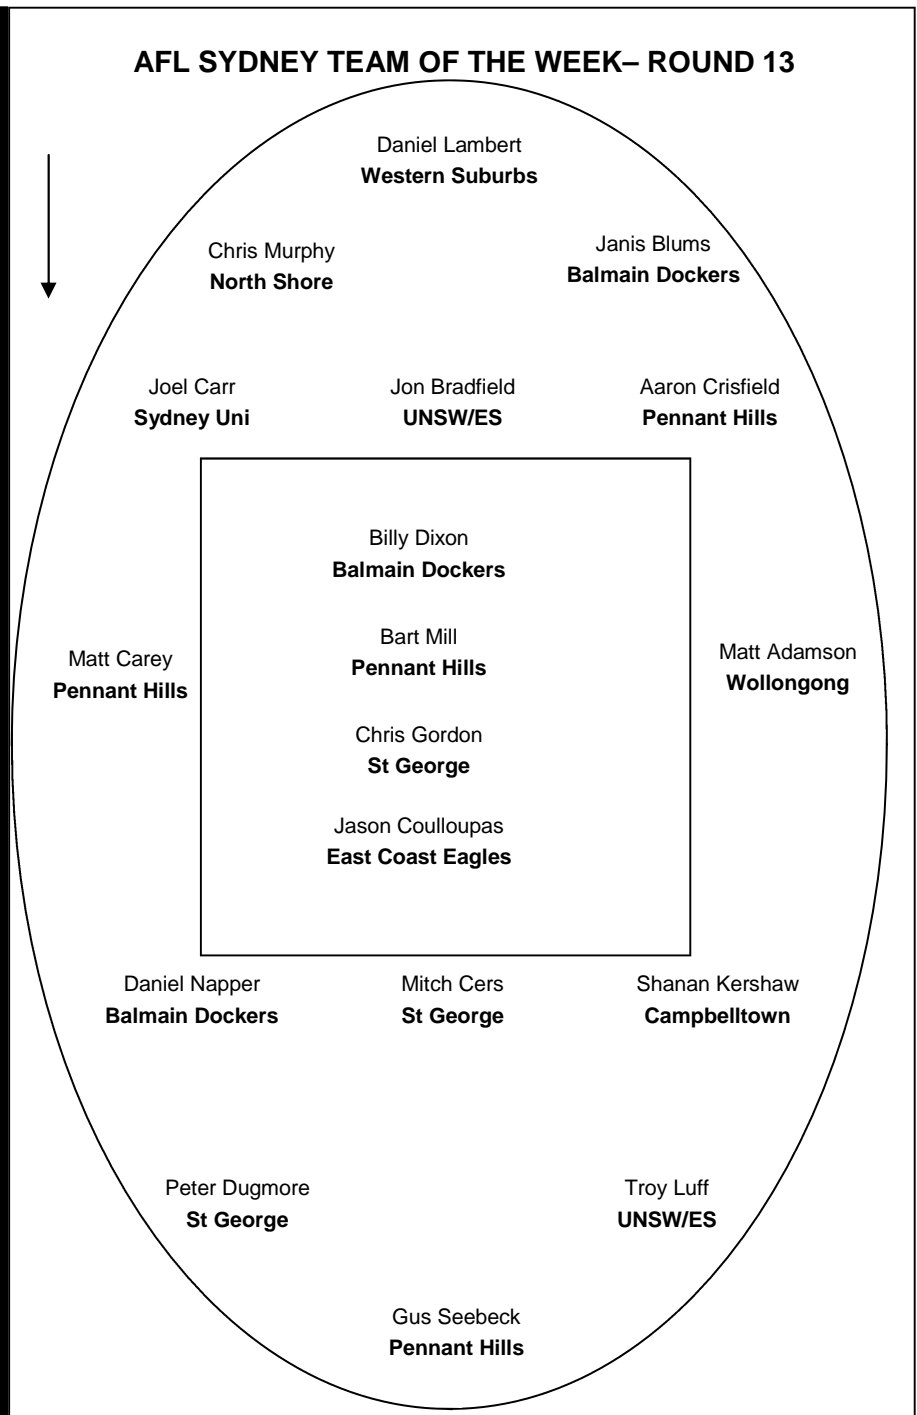 AFL SYDNEY TEAM OF THE WEEK– ROUND 13
Daniel Lambert
Western Suburbs
Chris Murphy
North Shore
Janis Blums
Balmain Dockers
Joel Carr
Sydney Uni
Jon Bradfield
UNSW/ES
Aaron Crisfield
Pennant Hills
Billy Dixon
Balmain Dockers
Bart Mill
Pennant Hills
Matt Carey
Pennant Hills
Matt Adamson
Wollongong
Chris Gordon
St George
Jason Coulloupas
East Coast Eagles
Daniel Napper
Balmain Dockers
Mitch Cers
St George
Shanan Kershaw
Campbelltown
Peter Dugmore
St George
Troy Luff
UNSW/ES
Gus Seebeck
Pennant Hills